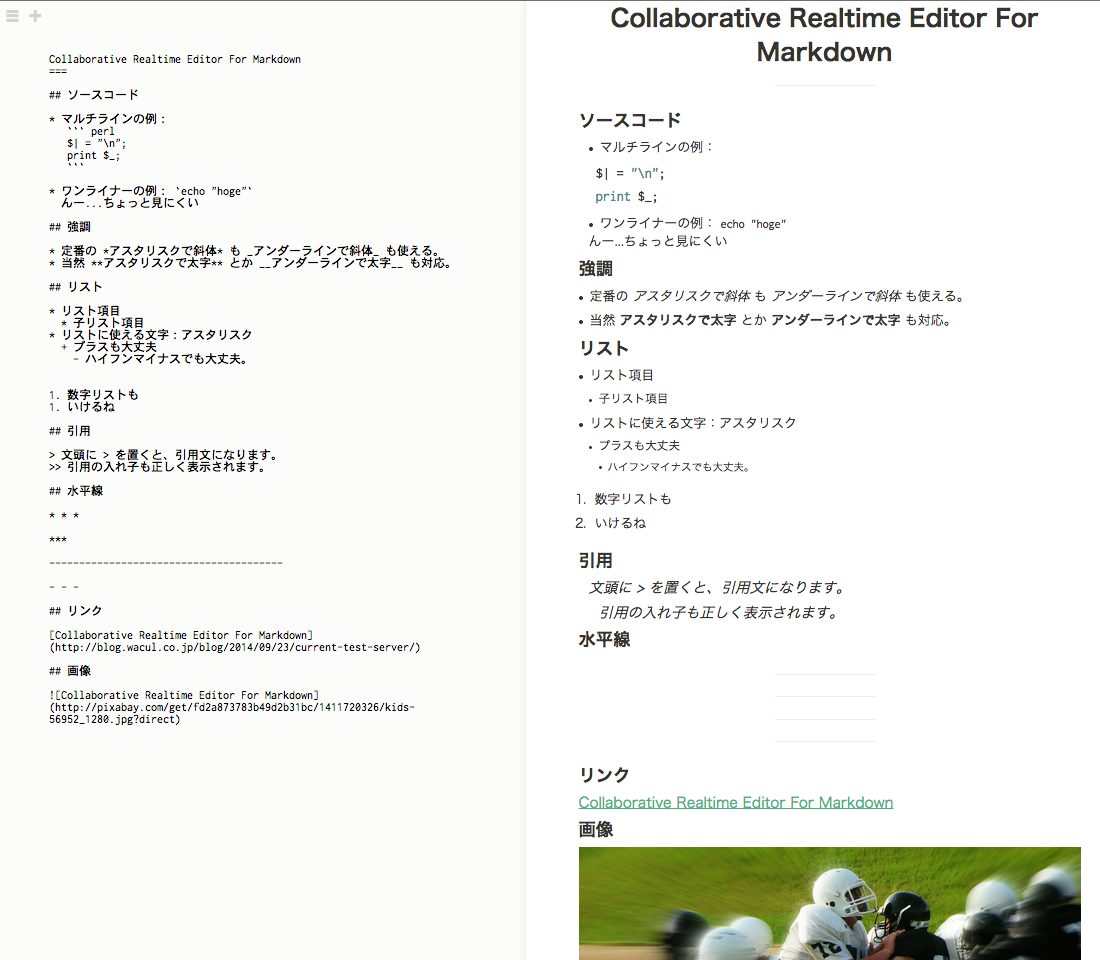 Collaborative Realtime Editor For Markdown
===
## ソースコード
* マルチラインの例：
``` perl
$| = "\n";
print $_;
```
* ワンライナーの例： `echo "hoge"`
んー...ちょっと見にくい
## 強調
* 定番の *アスタリスクで斜体* も _アンダーラインで斜体_ も使える。
* 当然 **アスタリスクで太字** とか __アンダーラインで太字__ も対応。
## リスト
* リスト項目
* 子リスト項目
* リストに使える文字：アスタリスク
+ プラスも大丈夫
- ハイフンマイナスでも大丈夫。
1. 数字リストも
1. いけるね
## 引用
> 文頭に > を置くと、引用文になります。
>> 引用の入れ子も正しく表示されます。
## 水平線
* * *
***
---------------------------------------
- - -
## リンク
[Collaborative Realtime Editor For Markdown]
(http://blog.wacul.co.jp/blog/2014/09/23/current-test-server/)
## 画像
![Collaborative Realtime Editor For Markdown]
(http://pixabay.com/get/fd2a873783b49d2b31bc/1411720326/kids-
56952_1280.jpg?direct)
Collaborative Realtime Editor For
Markdown
ソースコード
• マルチラインの例：
$| = "\n";
print $_;
• ワンライナーの例： echo "hoge"
んー...ちょっと見にくい
強調
• 定番の アスタリスクで斜体 も アンダーラインで斜体 も使える。
• 当然 アスタリスクで太字 とか アンダーラインで太字 も対応。
リスト
• リスト項目
• 子リスト項目
• リストに使える文字：アスタリスク
• プラスも大丈夫
• ハイフンマイナスでも大丈夫。
1. 数字リストも
2. いけるね
引用
文頭に > を置くと、引用文になります。
引用の入れ子も正しく表示されます。
水平線
リンク
Collaborative Realtime Editor For Markdown
画像
72